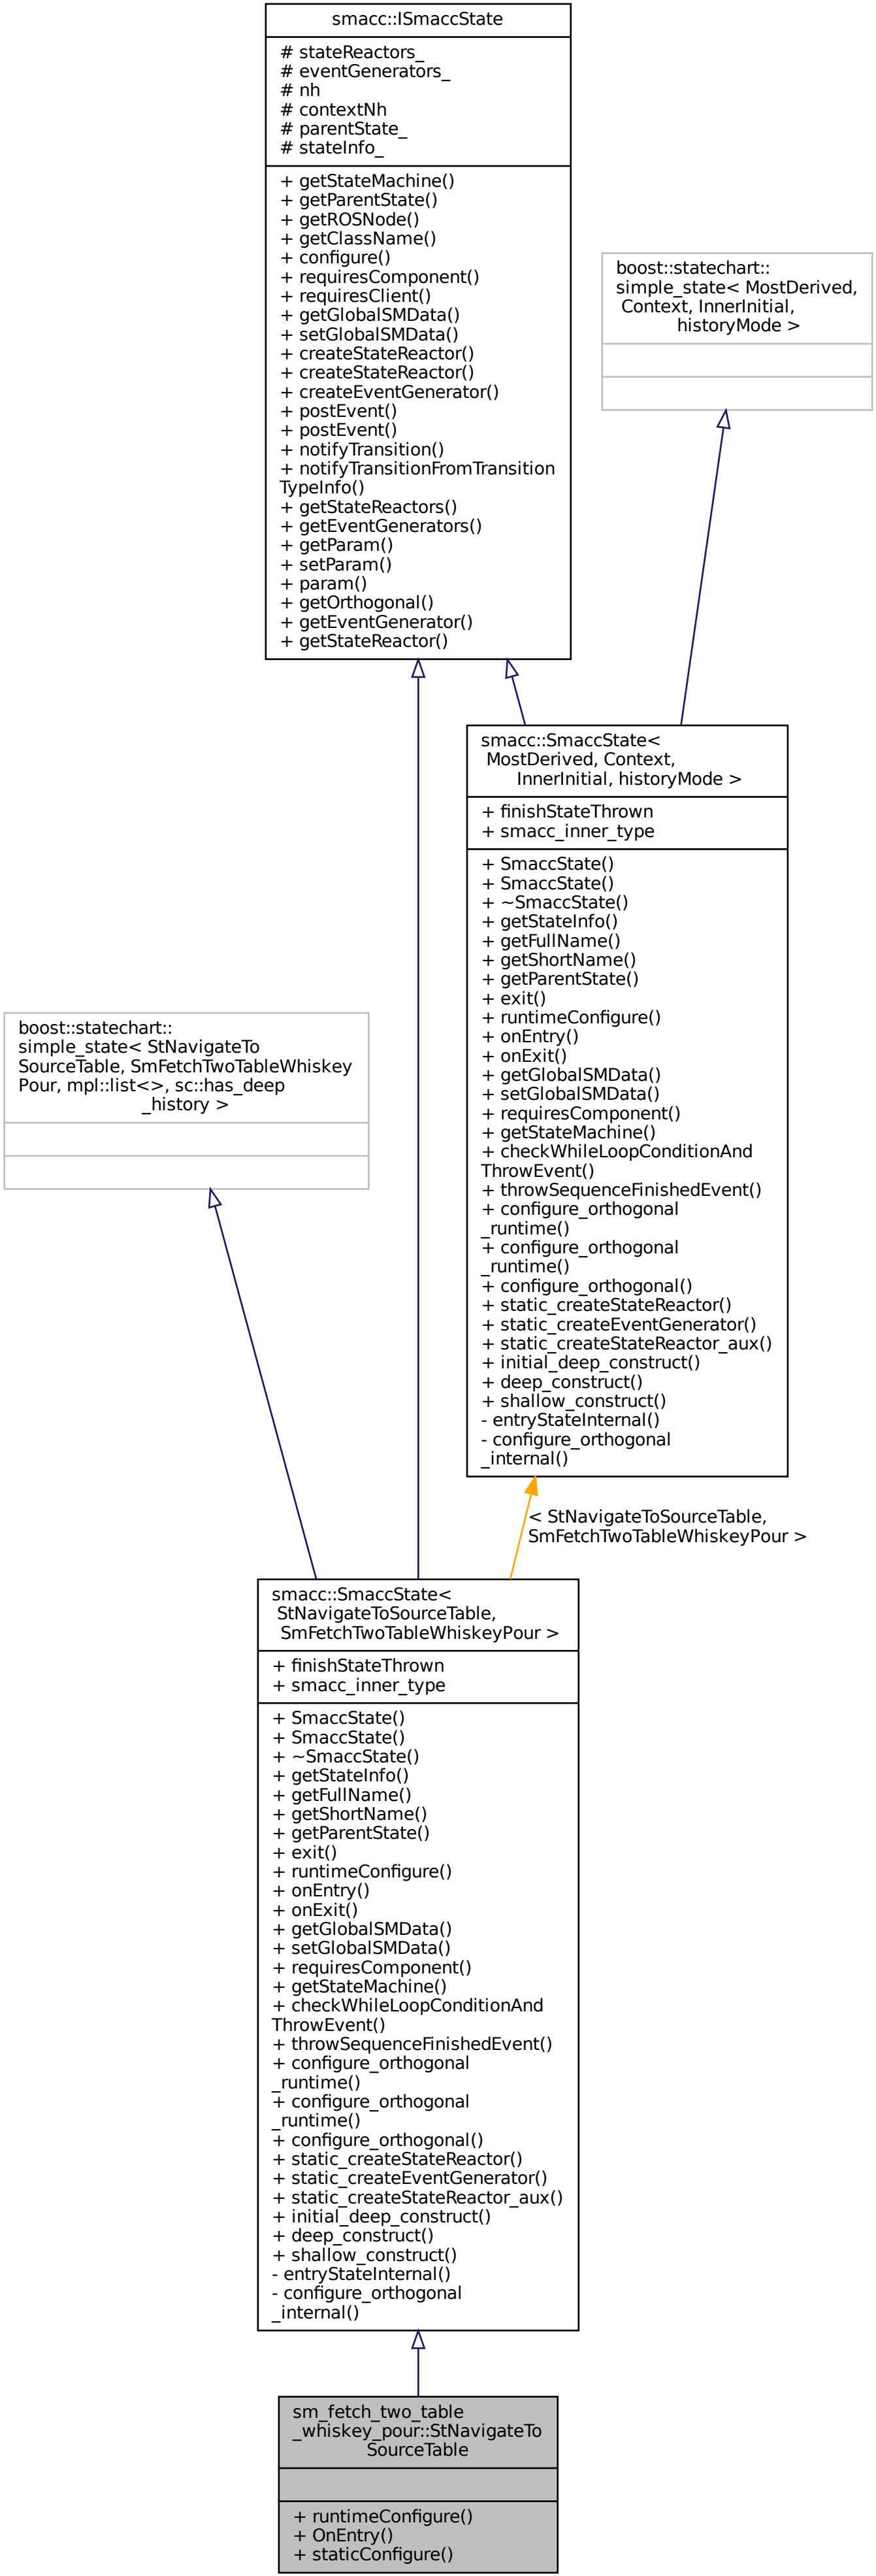 smacc::ISmaccState
# stateReactors_
# eventGenerators_
# nh
# contextNh
# parentState_
# stateInfo_
+ getStateMachine()
+ getParentState()
+ getROSNode()
+ getClassName()
+ configure()
+ requiresComponent()
+ requiresClient()
+ getGlobalSMData()
+ setGlobalSMData()
+ createStateReactor()
+ createStateReactor()
+ createEventGenerator()
+ postEvent()
+ postEvent()
+ notifyTransition()
+ notifyTransitionFromTransition
TypeInfo()
+ getStateReactors()
+ getEventGenerators()
+ getParam()
+ setParam()
+ param()
+ getOrthogonal()
+ getEventGenerator()
+ getStateReactor()
boost::statechart::
simple_state< MostDerived,
Context, InnerInitial,
historyMode >
smacc::SmaccState<
MostDerived, Context,
InnerInitial, historyMode >
+ finishStateThrown
+ smacc_inner_type
+ SmaccState()
+ SmaccState()
+ ~SmaccState()
+ getStateInfo()
+ getFullName()
+ getShortName()
+ getParentState()
+ exit()
+ runtimeConfigure()
+ onEntry()
+ onExit()
+ getGlobalSMData()
+ setGlobalSMData()
+ requiresComponent()
+ getStateMachine()
+ checkWhileLoopConditionAnd
ThrowEvent()
+ throwSequenceFinishedEvent()
+ configure_orthogonal
_runtime()
+ configure_orthogonal
_runtime()
+ configure_orthogonal()
+ static_createStateReactor()
+ static_createEventGenerator()
+ static_createStateReactor_aux()
+ initial_deep_construct()
+ deep_construct()
+ shallow_construct()
- entryStateInternal()
- configure_orthogonal
_internal()
boost::statechart::
simple_state< StNavigateTo
SourceTable, SmFetchTwoTableWhiskey
Pour, mpl::list<>, sc::has_deep
_history >
< StNavigateToSourceTable,
SmFetchTwoTableWhiskeyPour >
smacc::SmaccState<
StNavigateToSourceTable,
SmFetchTwoTableWhiskeyPour >
+ finishStateThrown
+ smacc_inner_type
+ SmaccState()
+ SmaccState()
+ ~SmaccState()
+ getStateInfo()
+ getFullName()
+ getShortName()
+ getParentState()
+ exit()
+ runtimeConfigure()
+ onEntry()
+ onExit()
+ getGlobalSMData()
+ setGlobalSMData()
+ requiresComponent()
+ getStateMachine()
+ checkWhileLoopConditionAnd
ThrowEvent()
+ throwSequenceFinishedEvent()
+ configure_orthogonal
_runtime()
+ configure_orthogonal
_runtime()
+ configure_orthogonal()
+ static_createStateReactor()
+ static_createEventGenerator()
+ static_createStateReactor_aux()
+ initial_deep_construct()
+ deep_construct()
+ shallow_construct()
- entryStateInternal()
- configure_orthogonal
_internal()
sm_fetch_two_table
_whiskey_pour::StNavigateTo
SourceTable
+ runtimeConfigure()
+ OnEntry()
+ staticConfigure()